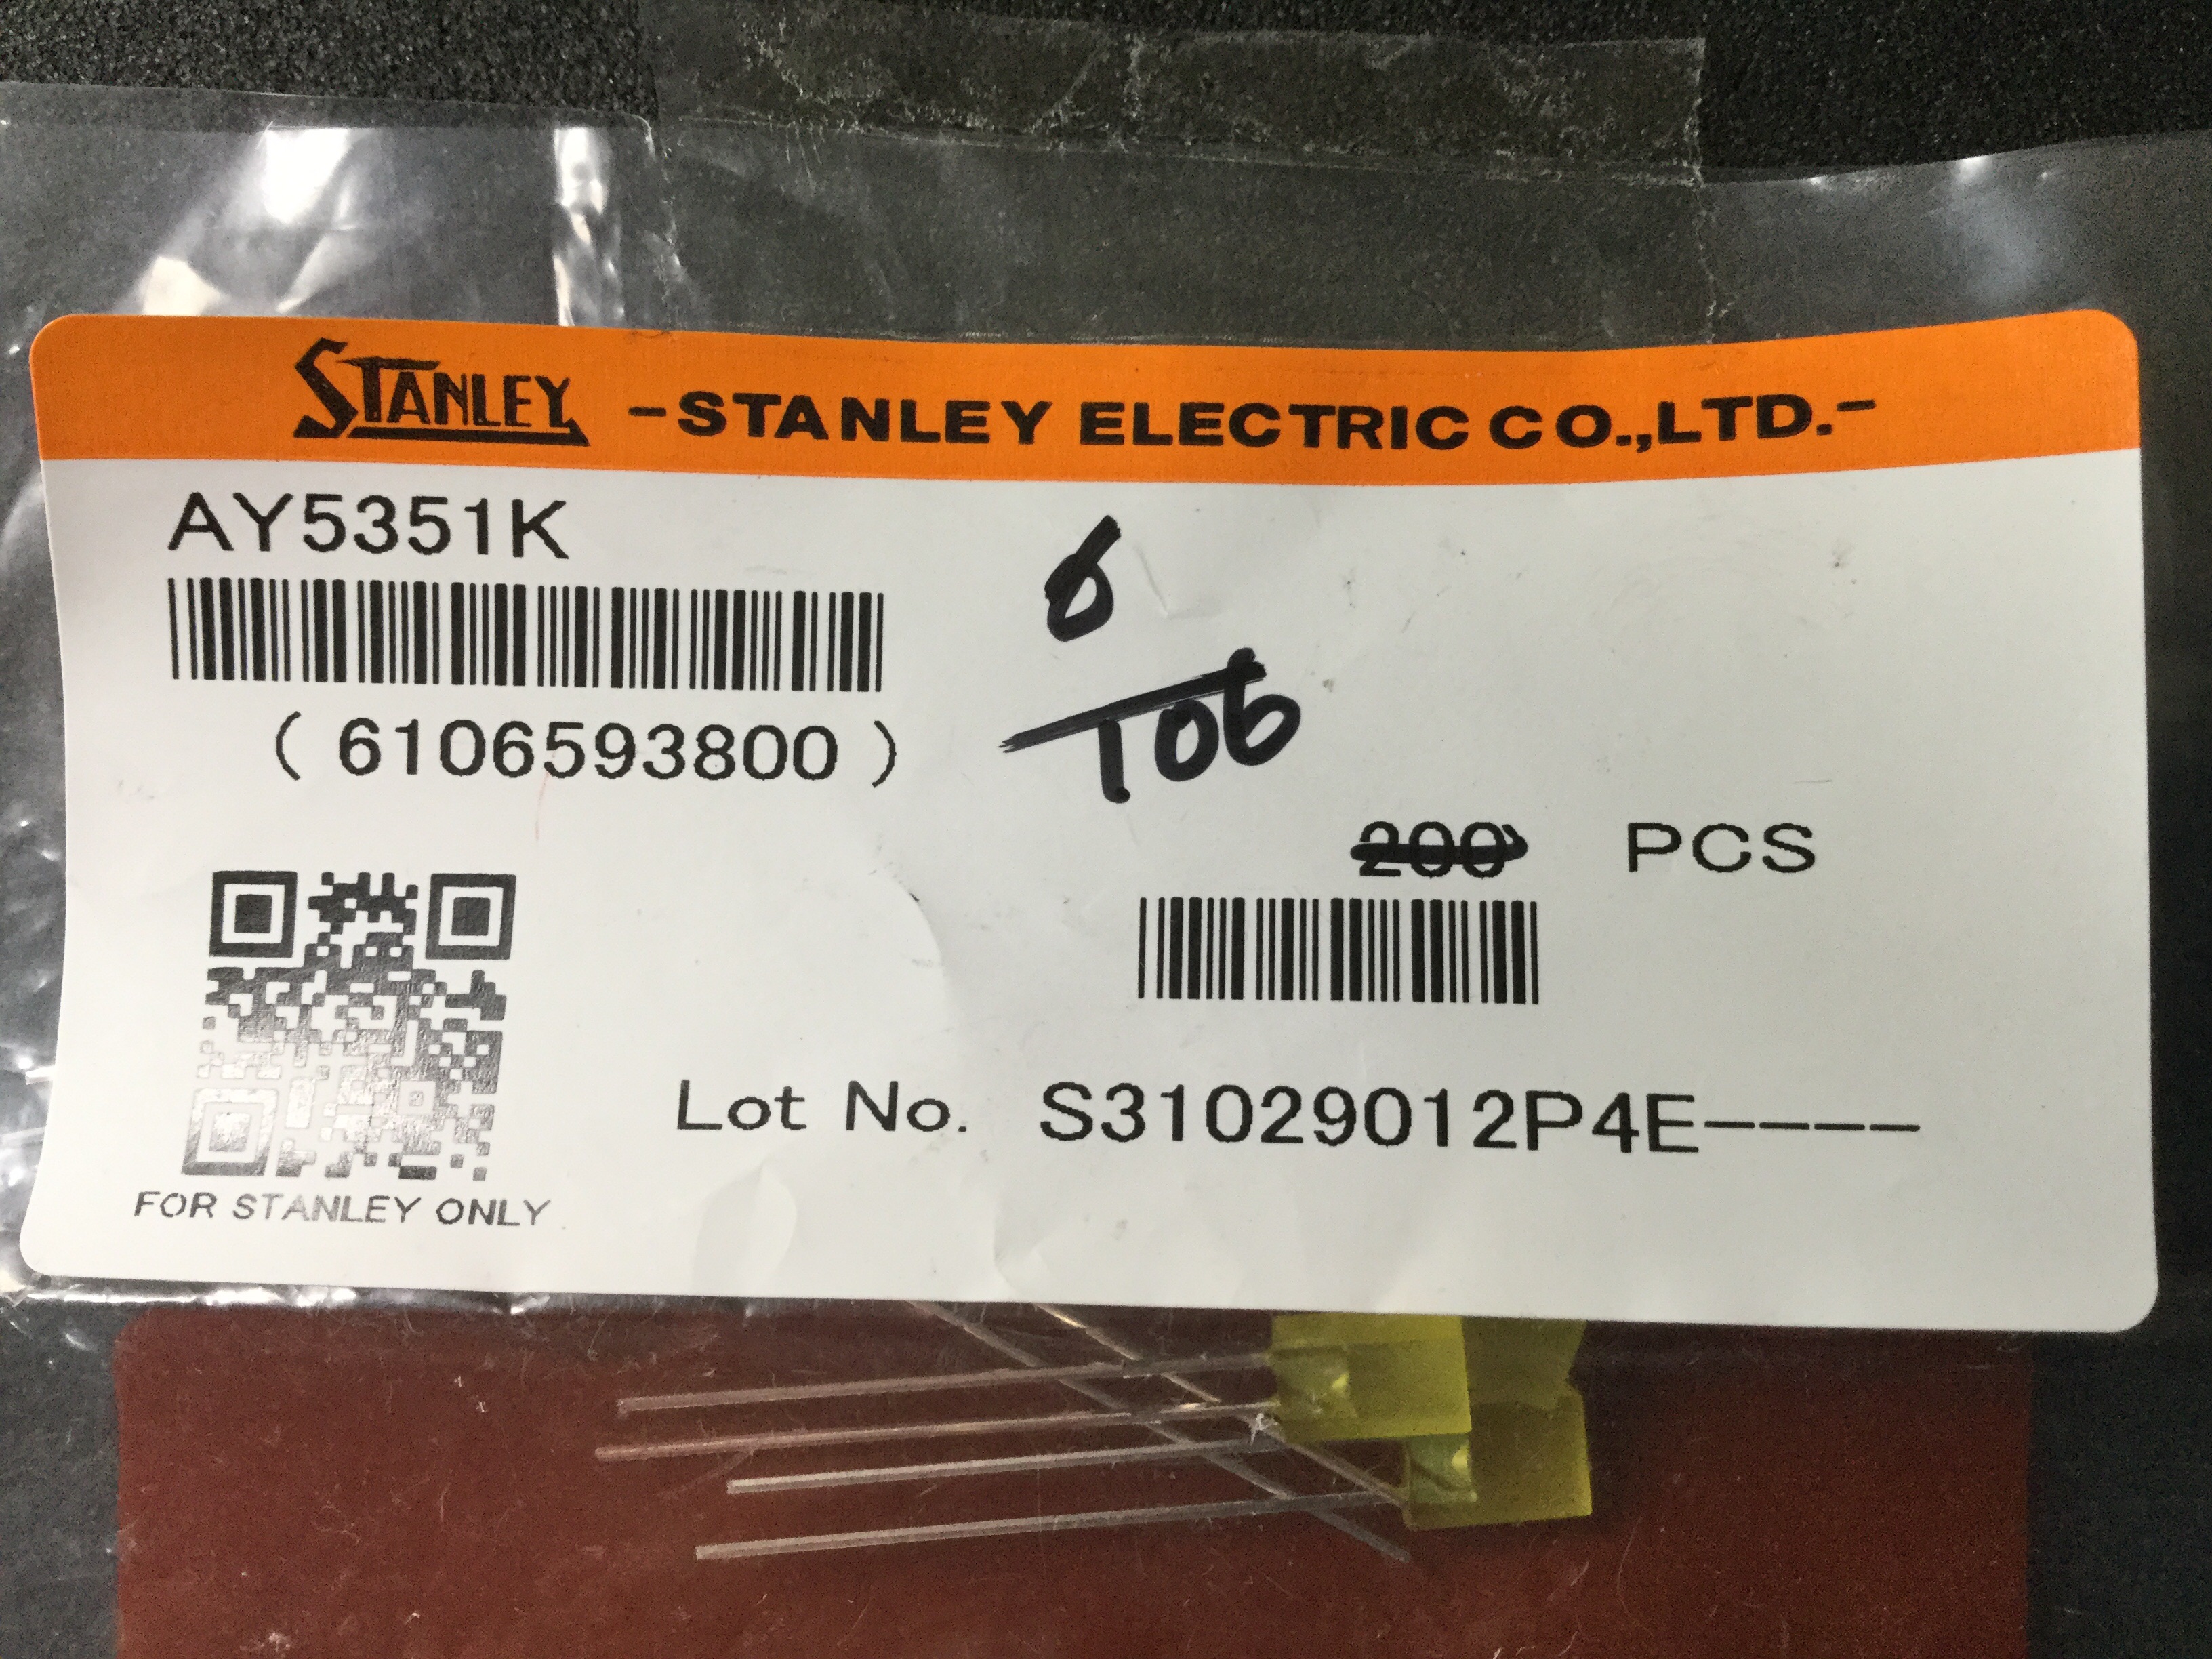 STANLEY -STANLEY ELECTRIC CO.,LTD.-
AY5351K
6
(6106593800)
106
200 PCS
Lot No. S31029012P4E----
FOR STANLEY ONLY